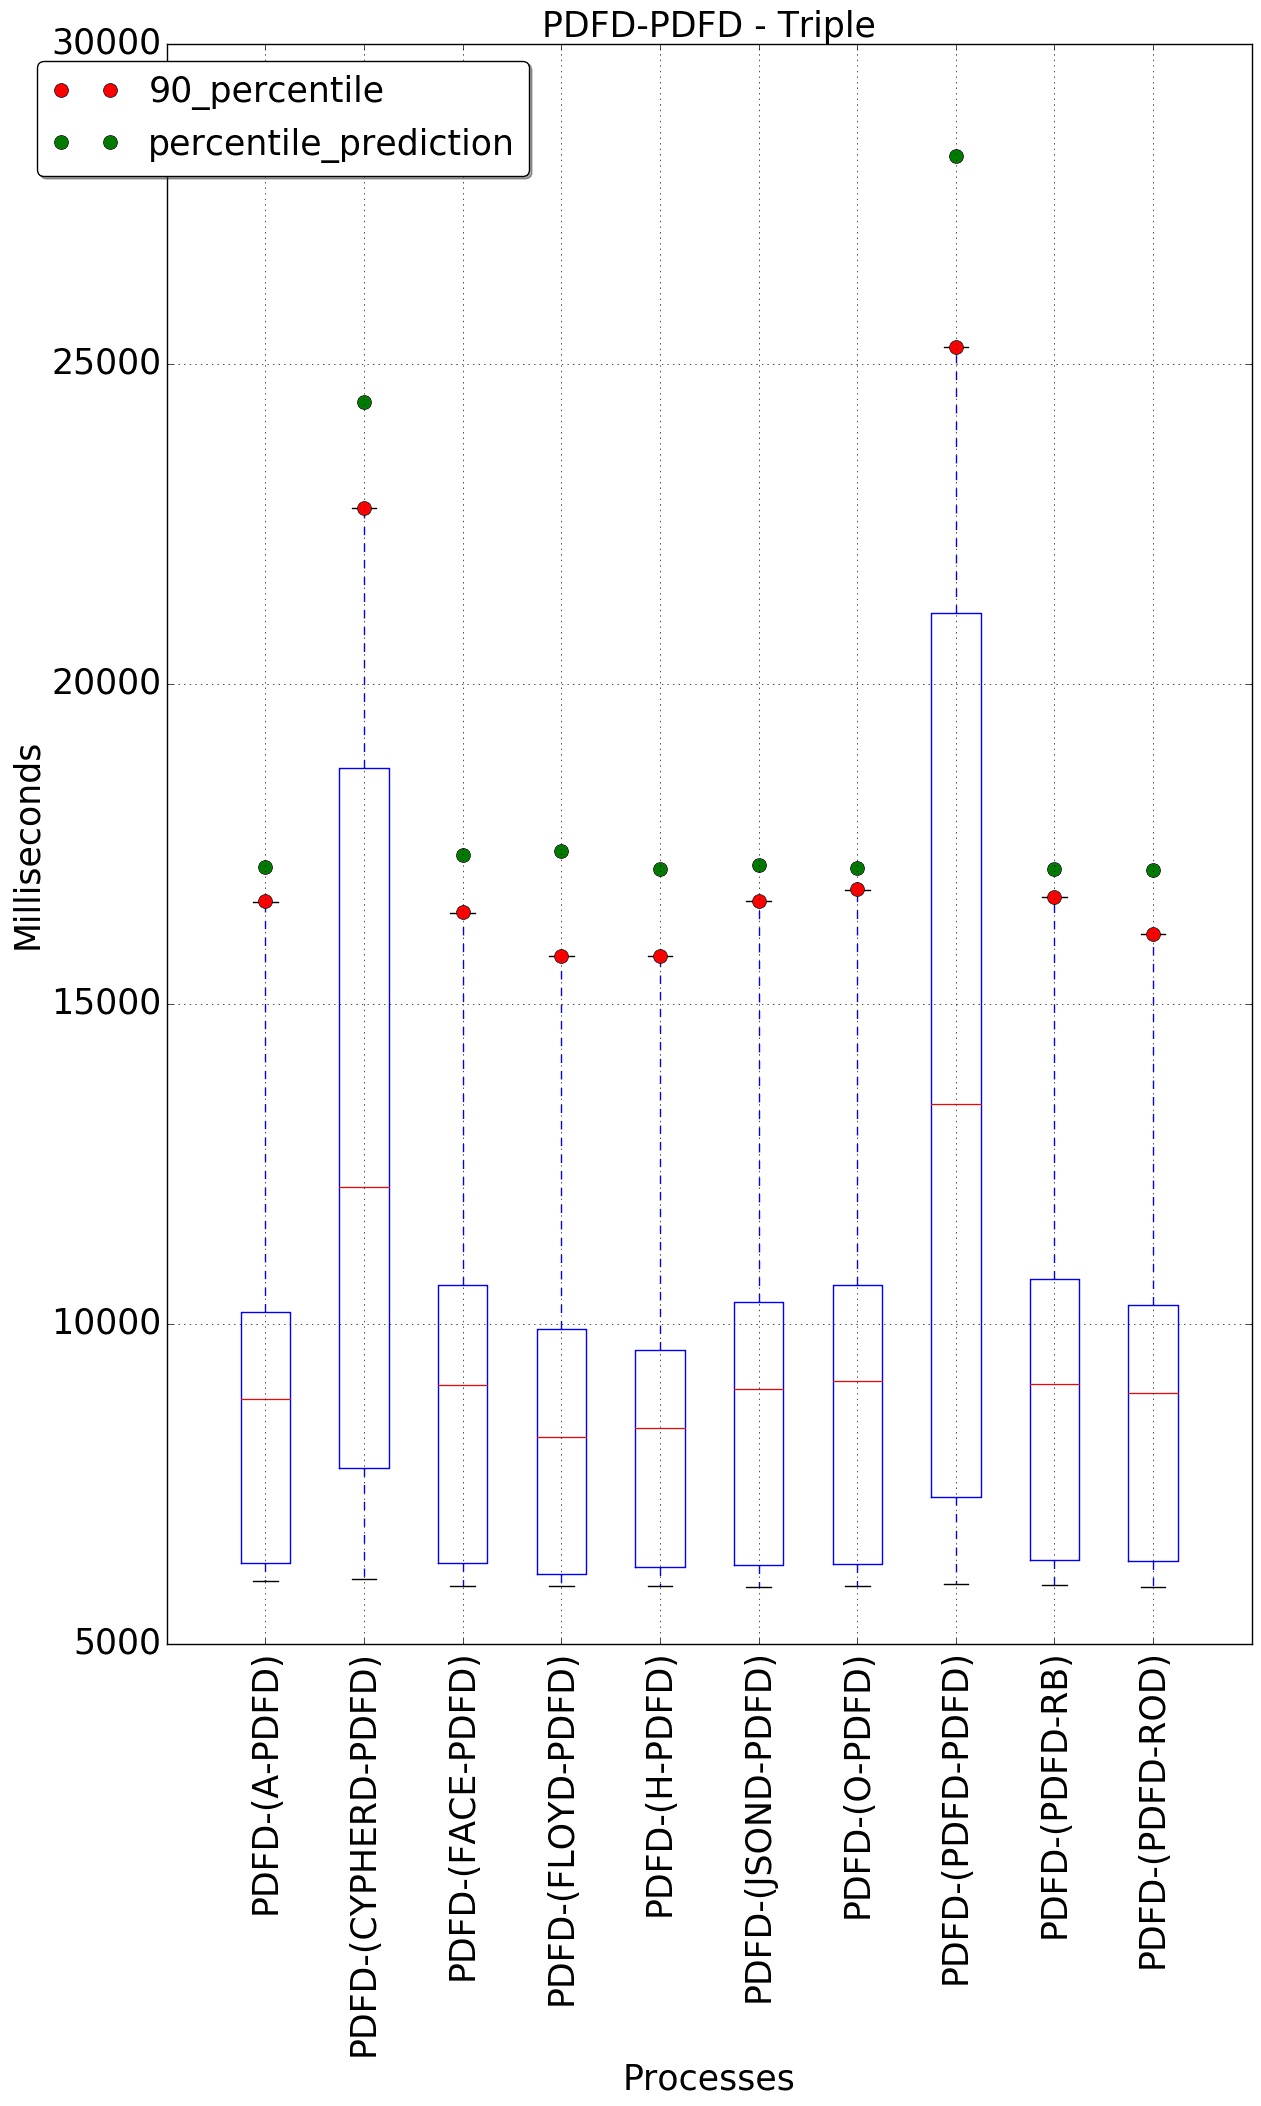 PDFD-PDFD - Triple
30000
90_percentile
percentile_prediction
25000
20000
15000
10000
5000
Milliseconds
PDFD-(A-PDFD)
PDFD-(CYPHERD-PDFD)
PDFD-(FACE-PDFD)
PDFD-(FLOYD-PDFD)
PDFD-(H-PDFD)
PDFD-(JSOND-PDFD)
PDFD-(O-PDFD)
PDFD-(PDFD-PDFD)
PDFD-(PDFD-RB)
PDFD-(PDFD-ROD)
Processes